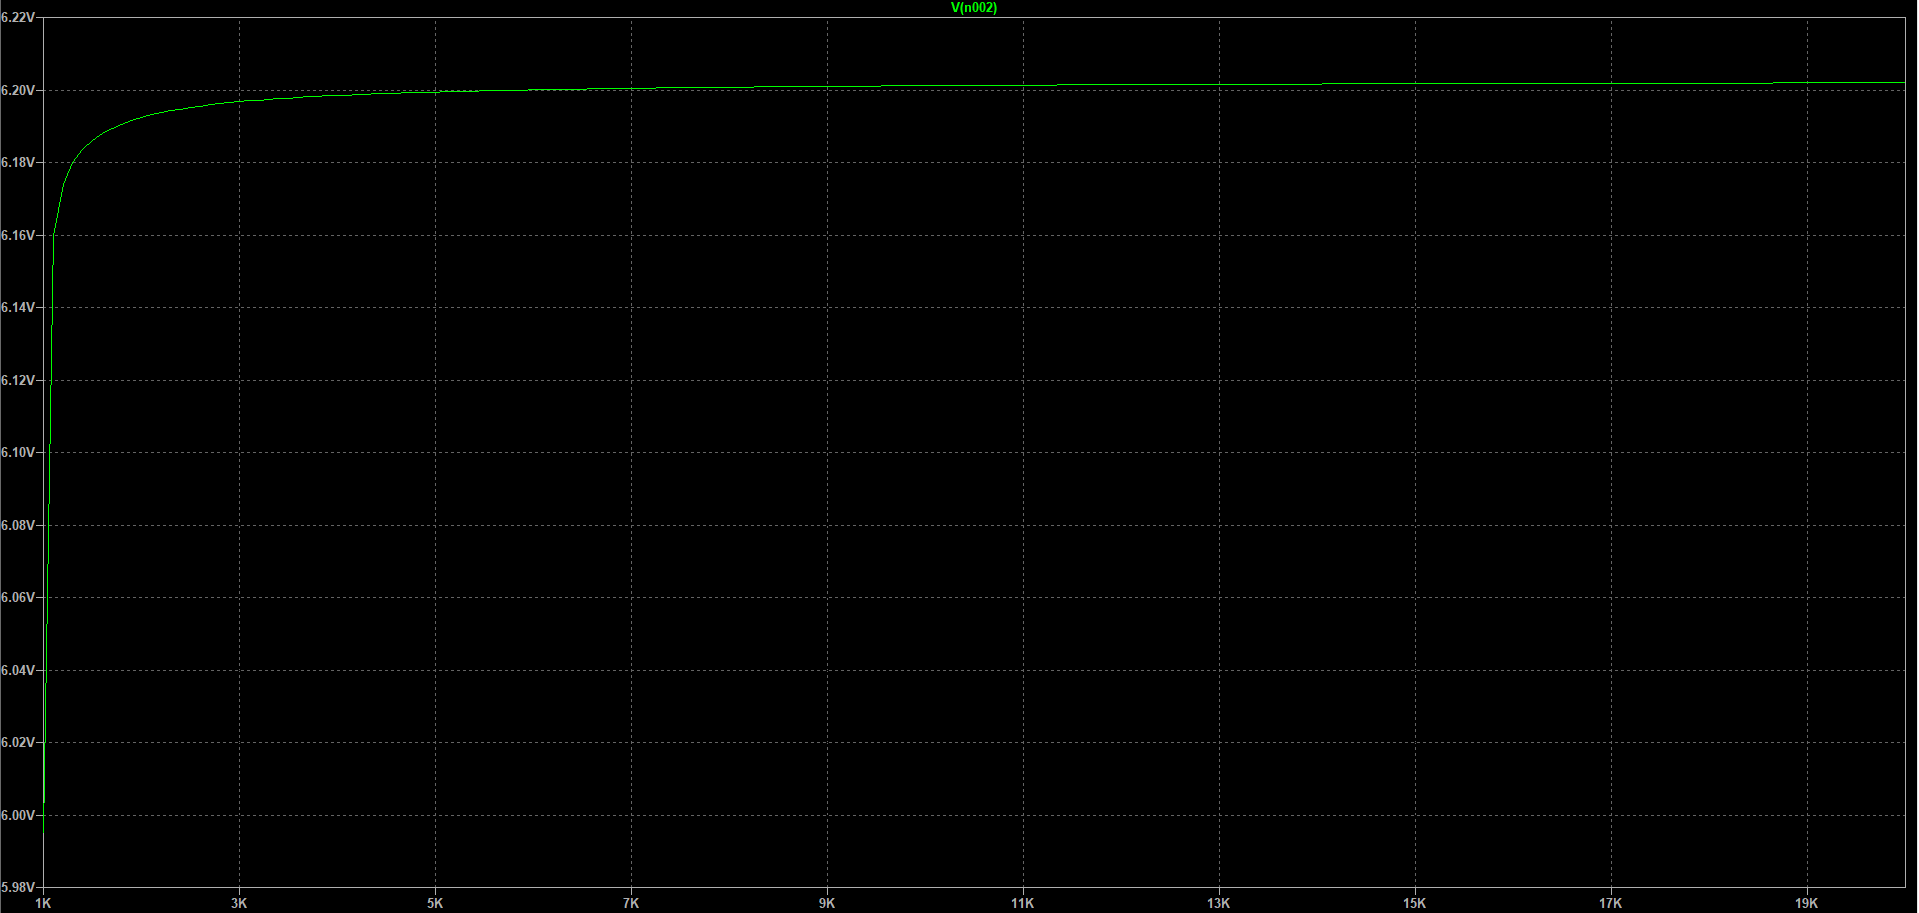 V(n002)
6.22V
6.20V
6.18V
6.16V
6.14V
6.12V
6.10V
6.08V
6.06V
6.04V
6.02V
6.00V
5.98V
1K 3K 5K 7K 9K 11K 13K 15K 17K 19K